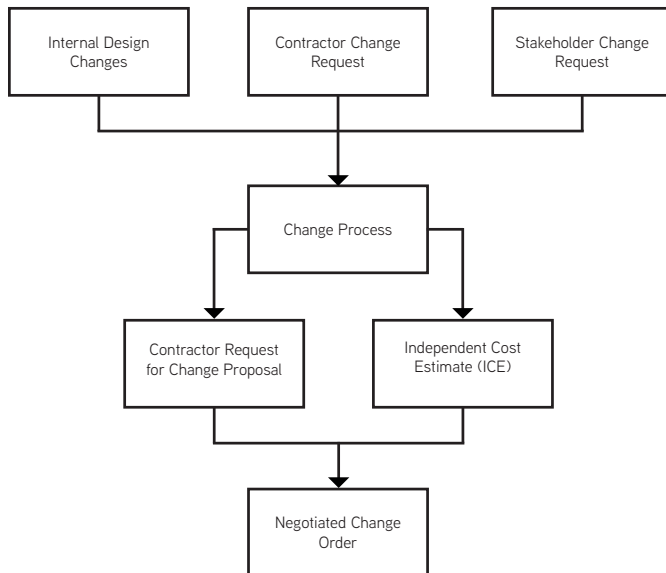 Internal Design
Changes
Contractor Change
Request
Stakeholder Change
Request
Change Process
Contractor Request
for Change Proposal
Independent Cost
Estimate (ICE)
Negotiated Change
Order